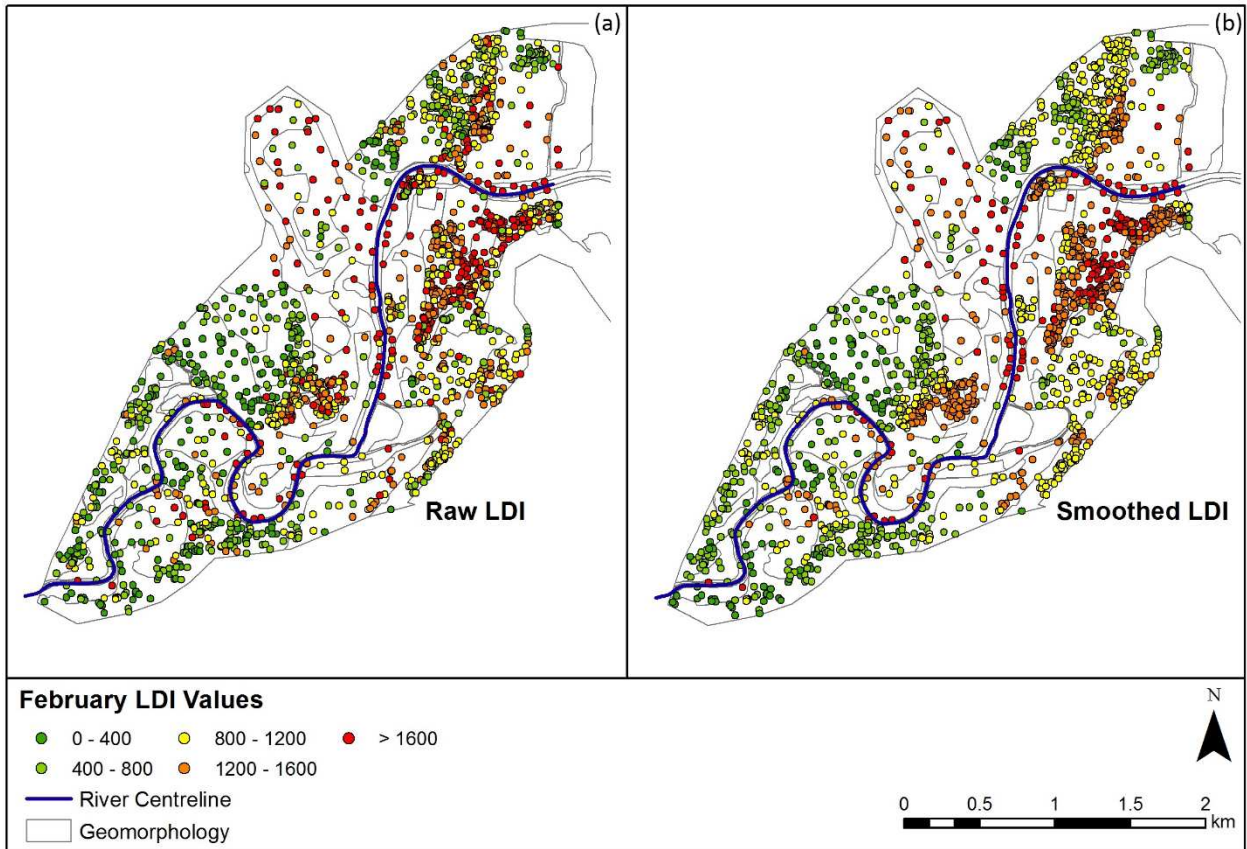 (a)
(b)
Raw LDI
Smoothed LDI
February LDI Values
0 - 400
800 - 1200
> 1600
400 - 800
1200 - 1600
River Centreline
Geomorphology
N
0 0.5 1 1.5 2
km